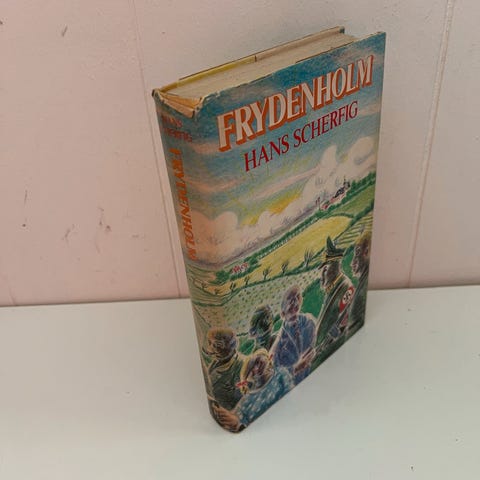 FRYDENHOLM
HANS SCHERFIG
HANS
SCHERFIG
FRYDENHOLM